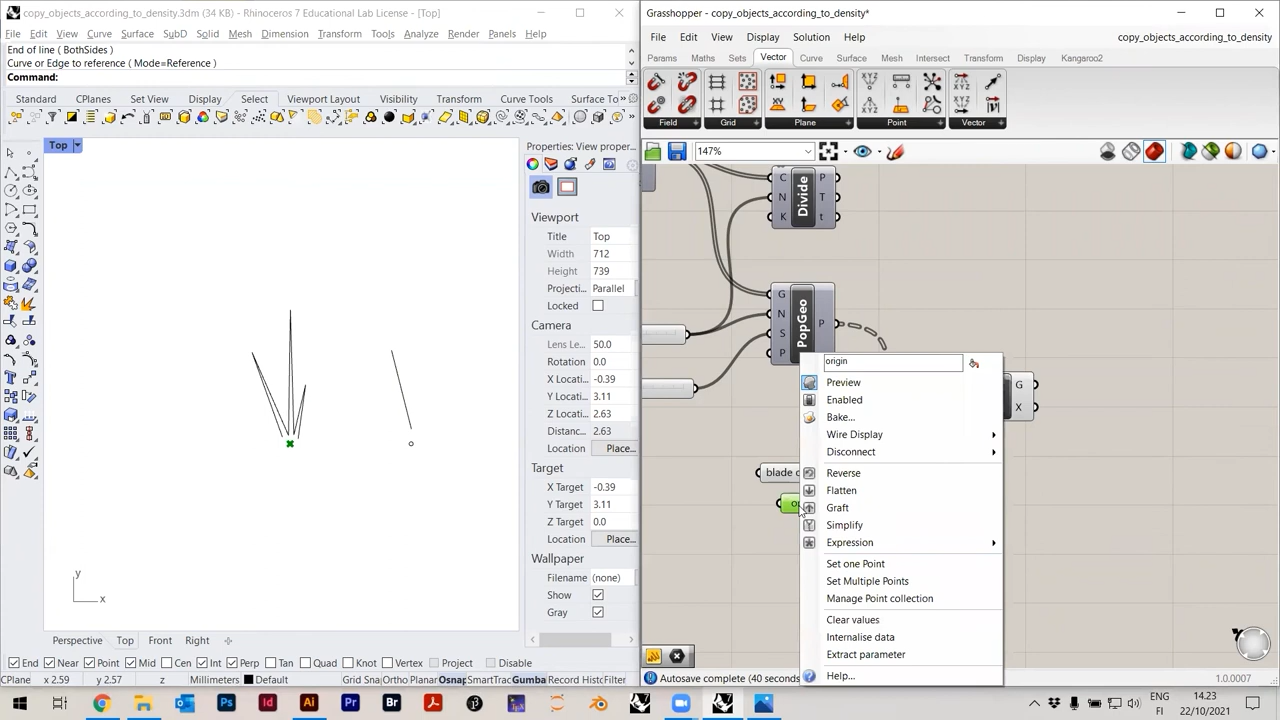 copy_objects_according_to_density.3dm (34 KB) - Rhinoceros 7 Educational Lab License - [Top]
File Edit View Curve Surface SubD Solid Mesh Dimension Transform Tools Analyze Render Panels Help
End of line (BothSides)
Curve or Edge to reference ( Mode=Reference )
Command:
Standard CPlanes Set View Display Select Viewport Layout Visibility Transform Curve Tools Surface To
Top
Properties: View proper...
Viewport
Title Top
Width 712
Height 739
Projecti... Parallel
Locked
Camera
Lens Le... 50.0
Rotation 0.0
X Locati... -0.39
Y Locati... 3.11
Z Locati... 2.63
Distanc... 2.63
Location Place...
Target
X Target -0.39
Y Target 3.11
Z Target 0.0
Location Place...
Wallpaper
Filename (none)
Show
Gray
y
x
Perspective Top Front Right
End Near Point Mid Cen Int Perp Tan Quad Knot Vertex Project Disable
CPlane x 2.59 y 2.57 z Millimeters Default Grid Snap Ortho Planar Osnap SmartTrac Gumba Record Histor Filter
Grasshopper - copy_objects_according_to_density*
File Edit View Display Solution Help copy_objects_according_to_density
Params Maths Sets Vector Curve Surface Mesh Intersect Transform Display Kangaroo2
Field Grid Plane Point Vector
147%
C N K Divide P T t
G N S P PopGeo P
G X
blade c
origin
Preview
Enabled
Bake...
Wire Display
Disconnect
Reverse
Flatten
Graft
Simplify
Expression
Set one Point
Set Multiple Points
Manage Point collection
Clear values
Internalise data
Extract parameter
Help...
Autosave complete (40 seconds
1.0.0007
ENG
FI
14.23
22/10/2021